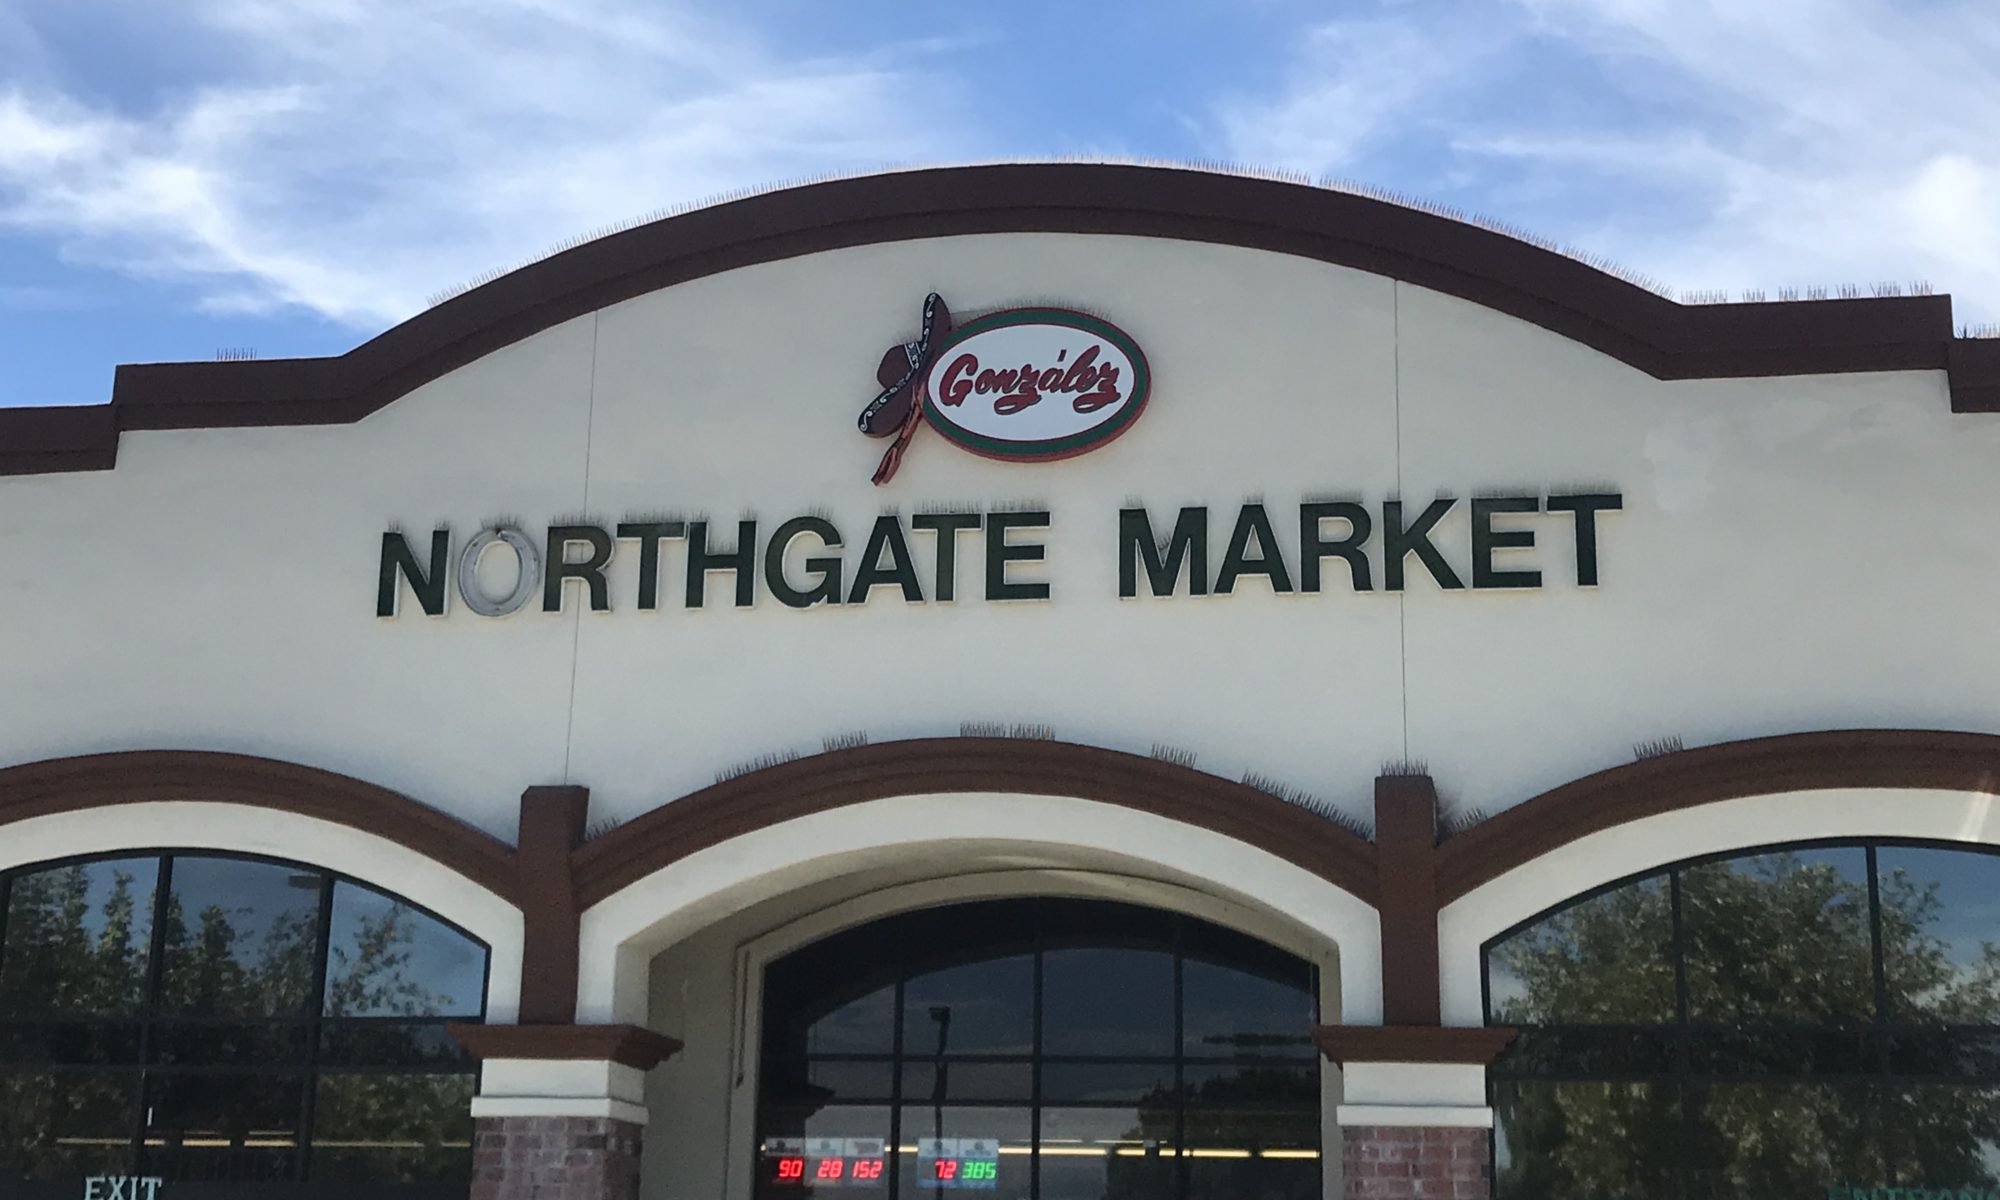 González
NORTHGATE MARKET
90 28 152 72 385
EXIT